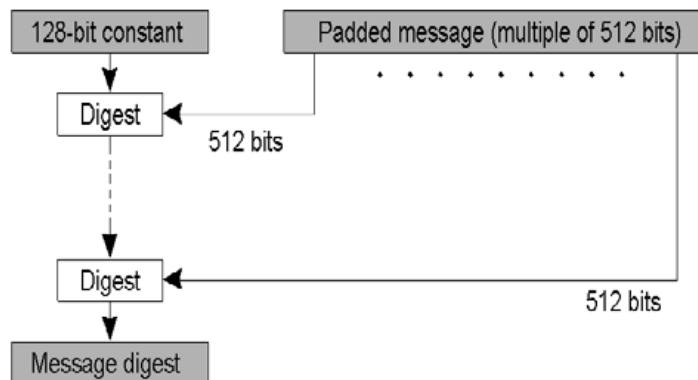 128-bit constant
Padded message (multiple of 512 bits)
Digest
512 bits
Digest
512 bits
Message digest